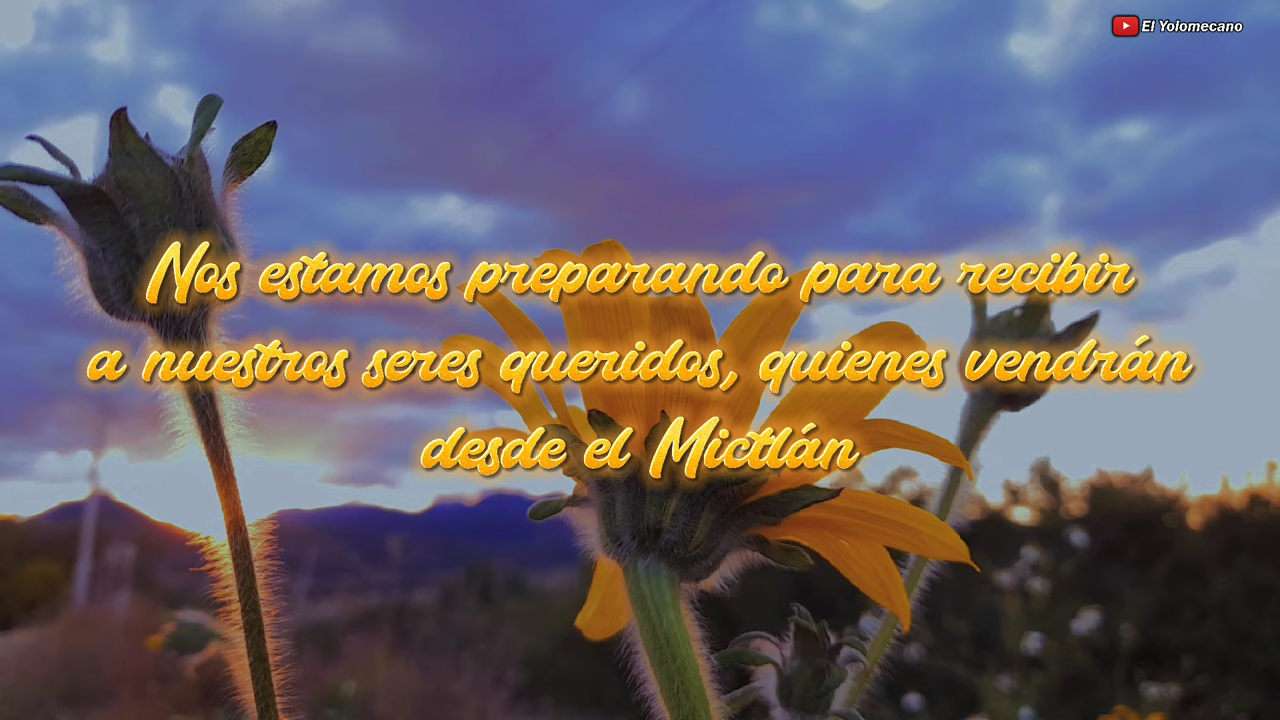 El Yolomecano
Nos estamos preparando para recibir
a nuestros seres queridos, quienes vendrán
desde el Mictlán